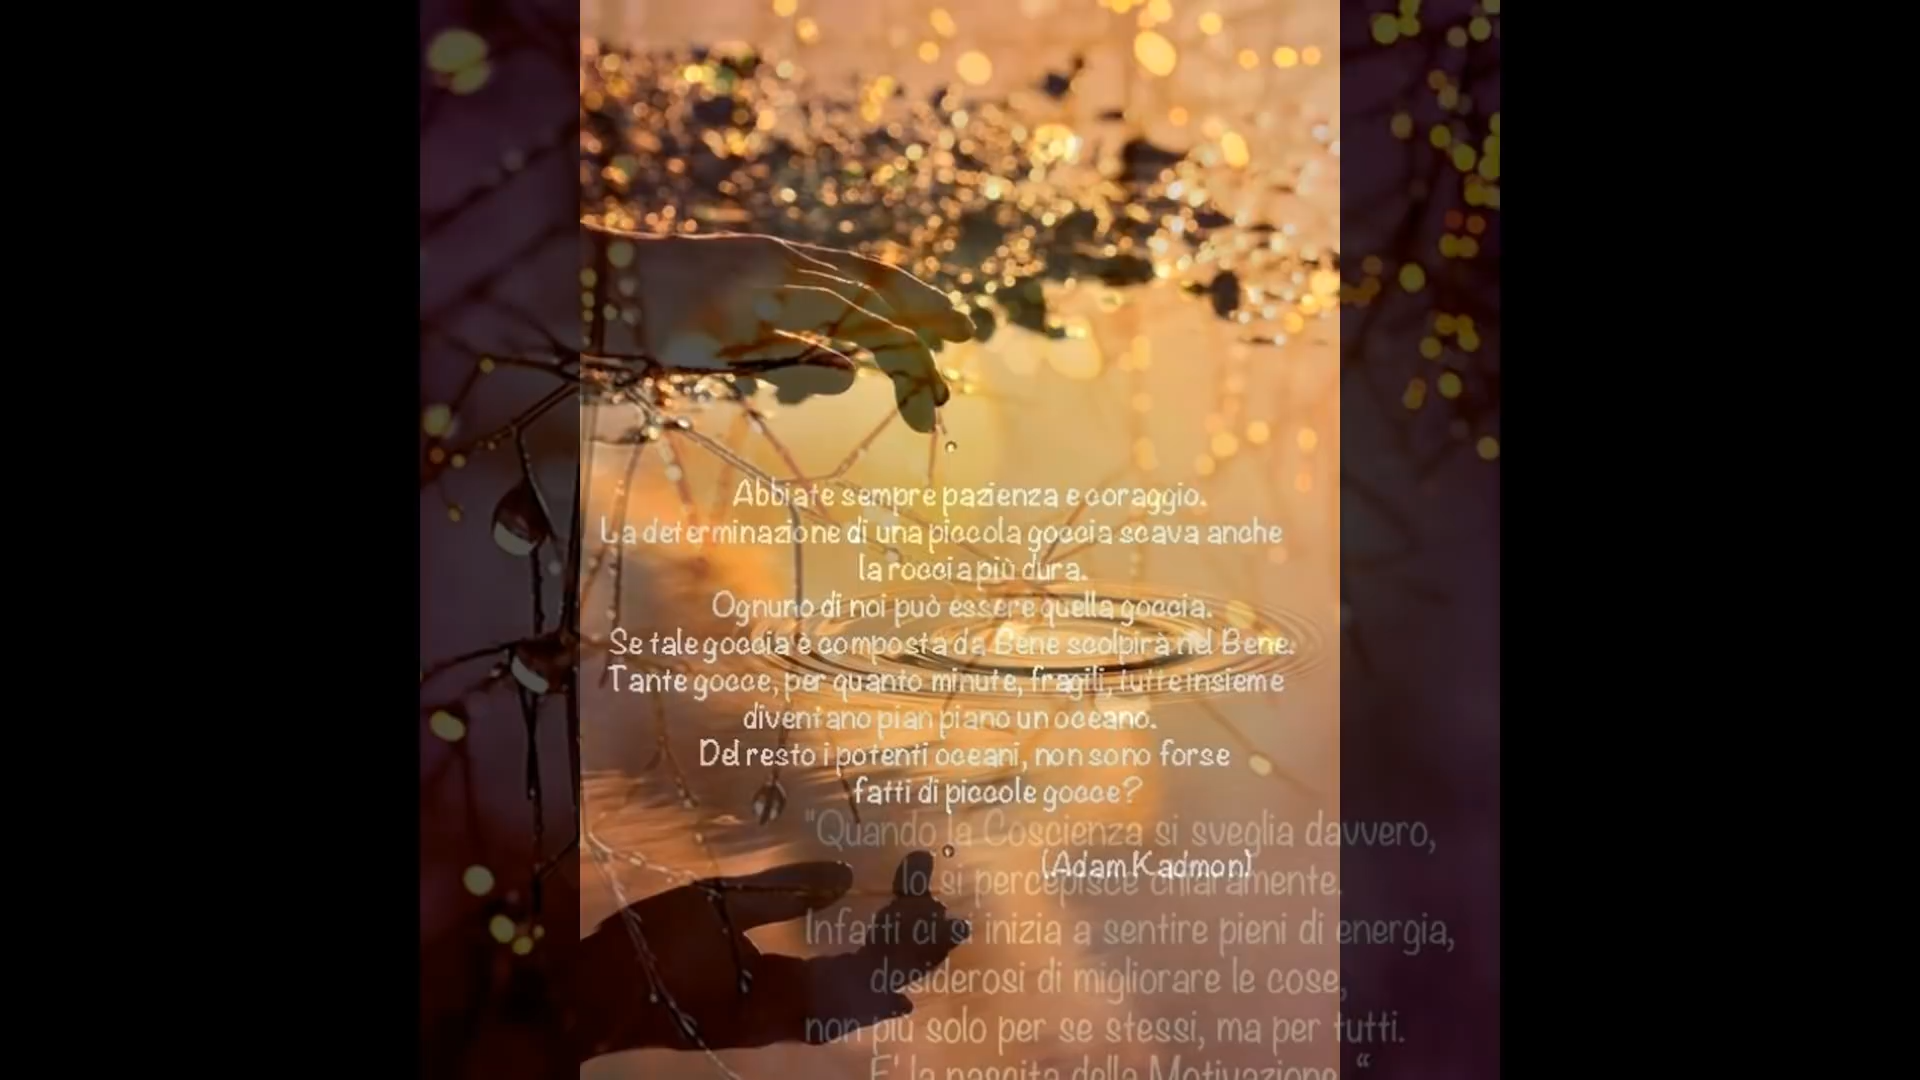 Abbiate sempre pazienza e coraggio.
La determinazione di una piccola goccia scava anche
la roccia più dura.
Ognuno di noi può essere quella goccia.
Se tale goccia è composta da Bene scolpirà nel Bene.
Tante gocce, per quanto minute, fragili, tutte insieme
diventano pian piano un oceano.
Del resto i potenti oceani, non sono forse
fatti di piccole gocce?
"Quando la Coscienza si sveglia davvero,
(Adam Kadmon)
lo si percepisce chiaramente.
Infatti ci si inizia a sentire pieni di energia,
desiderosi di migliorare le cose,
non più solo per se stessi, ma per tutti.
E' la nascita della Motivazione. "